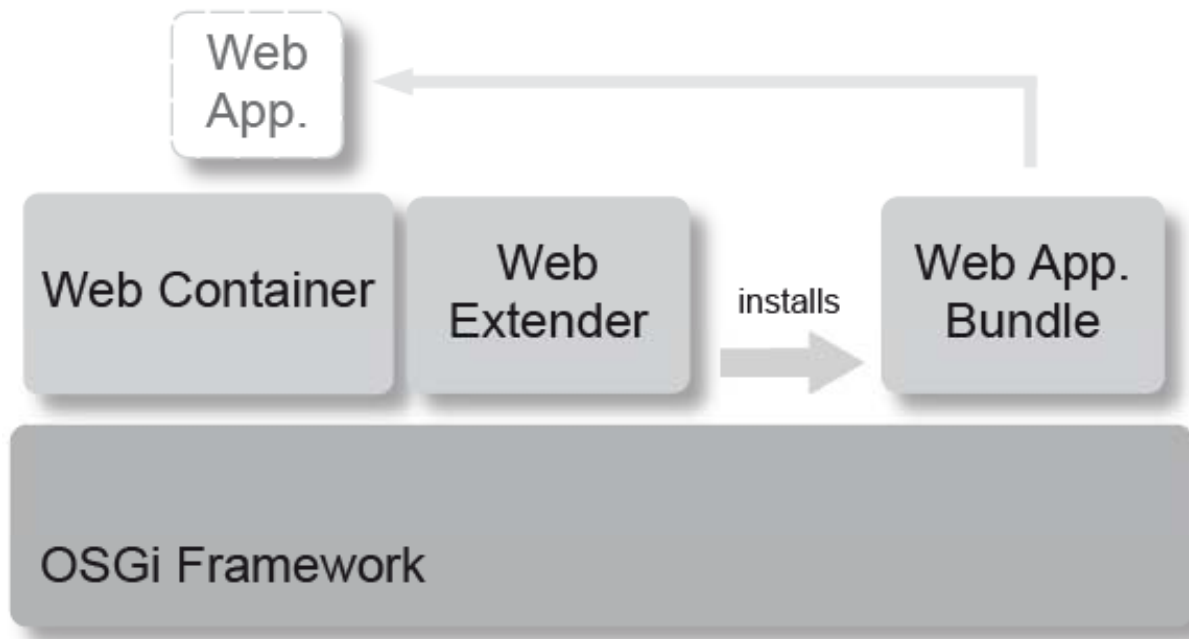 Web
App.
Web Container
Web
Extender
installs
Web App.
Bundle
OSGi Framework